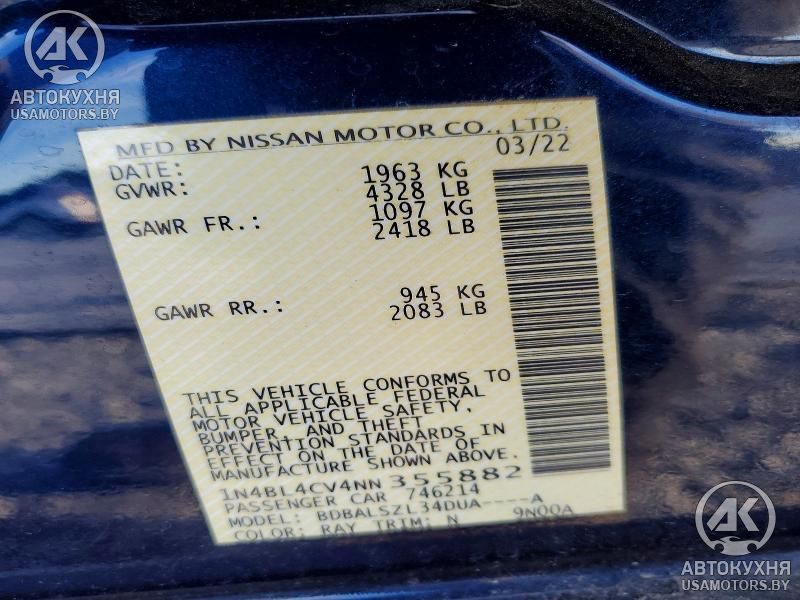 AK
АВТОКУХНЯ
USAMOTORS.BY
MFD BY NISSAN MOTOR CO., LTD.
DATE: 03/22
GVWR: 1963 KG
4328 LB
GAWR FR.: 1097 KG
2418 LB
GAWR RR.: 945 KG
2083 LB
THIS VEHICLE CONFORMS TO
ALL APPLICABLE FEDERAL
MOTOR VEHICLE SAFETY,
BUMPER, AND THEFT
PREVENTION STANDARDS IN
EFFECT ON THE DATE OF
MANUFACTURE SHOWN ABOVE.
1N4BL4CV4NN355882
PASSENGER CAR 746214
MODEL: BDBALSZL34DUA----A
COLOR: RAY TRIM: N 9N00A
AK
АВТОКУХНЯ
USAMOTORS.BY